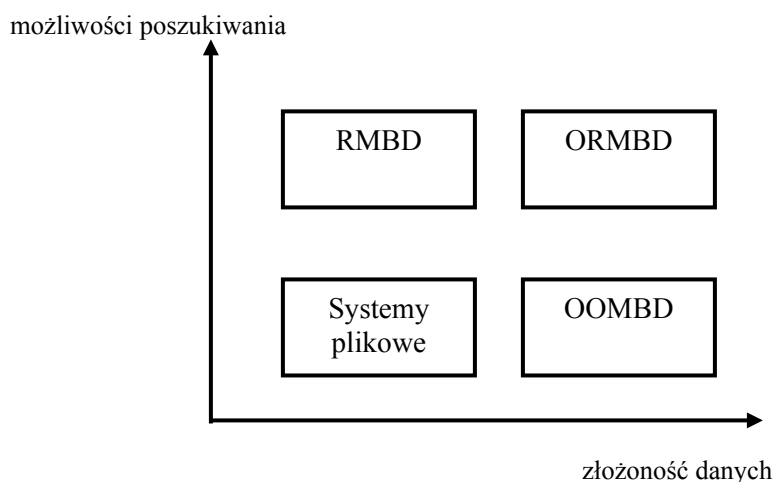 możliwości poszukiwania
RMBD
ORMBD
Systemy
plikowe
OOMBD
złożoność danych